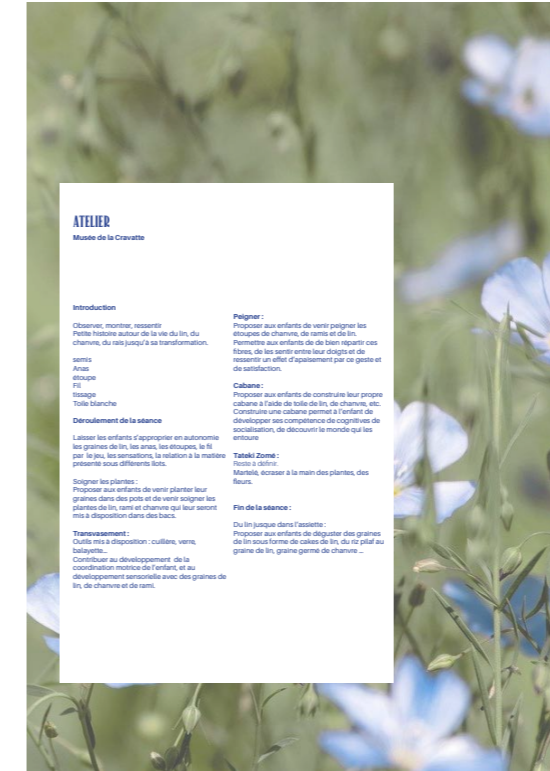 ATELIER
Musée de la Cravatte
Introduction
Observer, montrer, ressentir
Petite histoire autour de la vie du lin, du
chanvre, du rais jusqu'à sa transformation.
semis
Anas
étoupe
Fil
tissage
Toile blanche
Déroulement de la séance
Laisser les enfants s'approprier en autonomie
les graines de lin, les anes, les étoupes, le fil
par le jeu, les sensations, la relation à la matière
présenté sous différents îlots.
Soigner les plantes :
Proposer aux enfants de venir planter leur
graines dans des pots et de venir soigner les
plantes de lin, rami et chanvre qui leur seront
mis à disposition dans des bacs.
Transvasement :
Outils mis à disposition : cuillère, verre,
balayette...
Contribuer au développement de la
coordination motrice de l'enfant, et au
développement sensorielle avec des graines de
lin, de chanvre et de rami.
Peigner :
Proposer aux enfants de venir peigner les
étoupes de chanvre, de ramis et de lin.
Permettre aux enfants de de bien répartir ces
fibres, de les sentir entre leur doigts et de
ressentir un effet d'apaisement par ce geste et
de satisfaction.
Cabane :
Proposer aux enfants de construire leur propre
cabane à l'aide de toile de lin, de chanvre, etc.
Construire une cabane permet à l'enfant de
développer ses compétence de cognitives de
socialisation, de découvrir le monde qui les
entoure
Tateki Zomé :
Reste à définir.
Martelé, écraser à la main des plantes, des
fleurs.
Fin de la séance :
Du lin jusque dans l'assiette :
Proposer aux enfants de déguster des graines
de lin sous forme de cakes de lin, du riz pilaf au
graine de lin, graine germé de chanvre ...